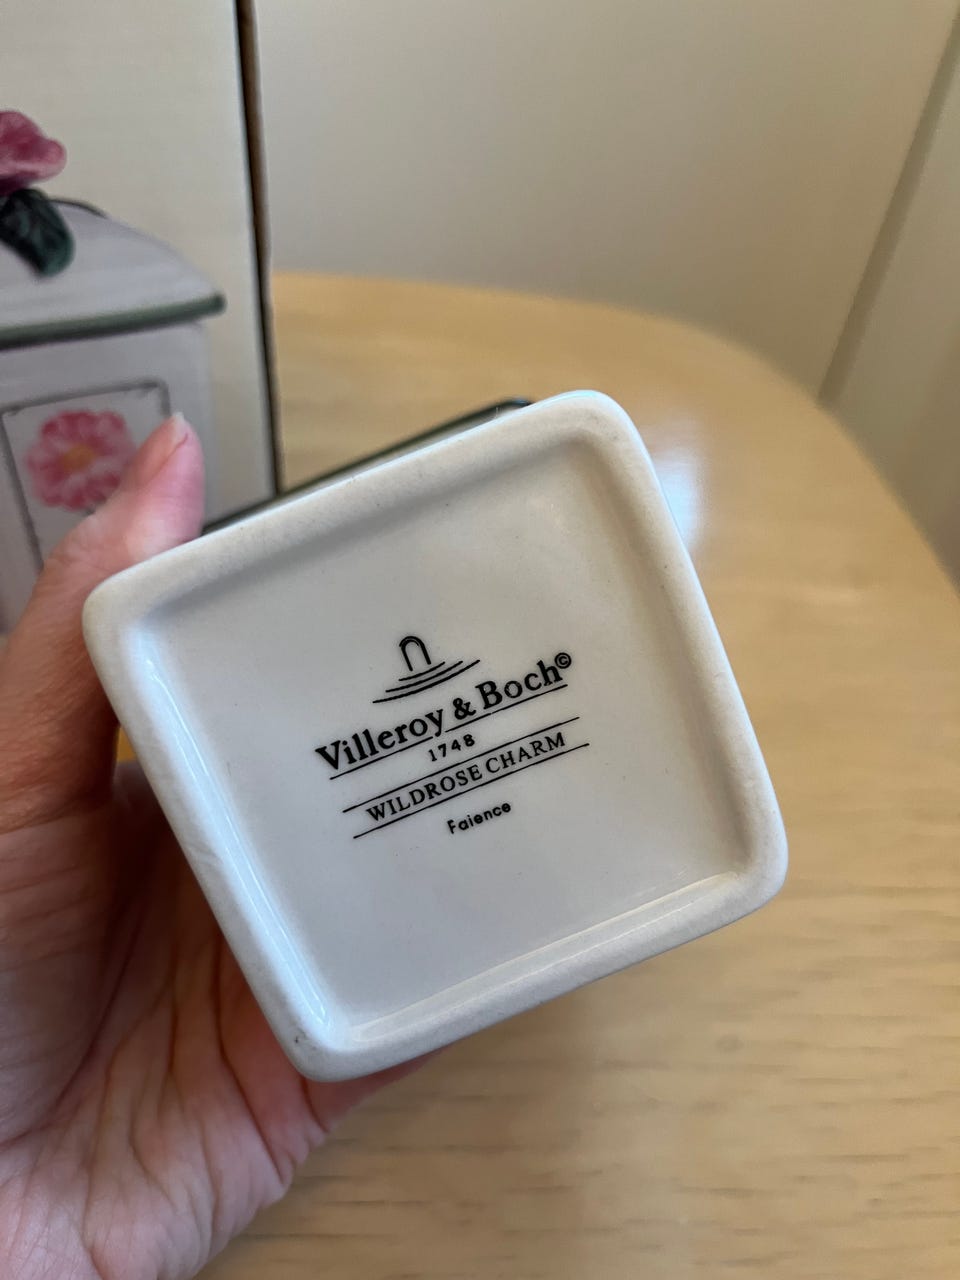 Villeroy & Boch©
1748
WILDROSE CHARM
Faience